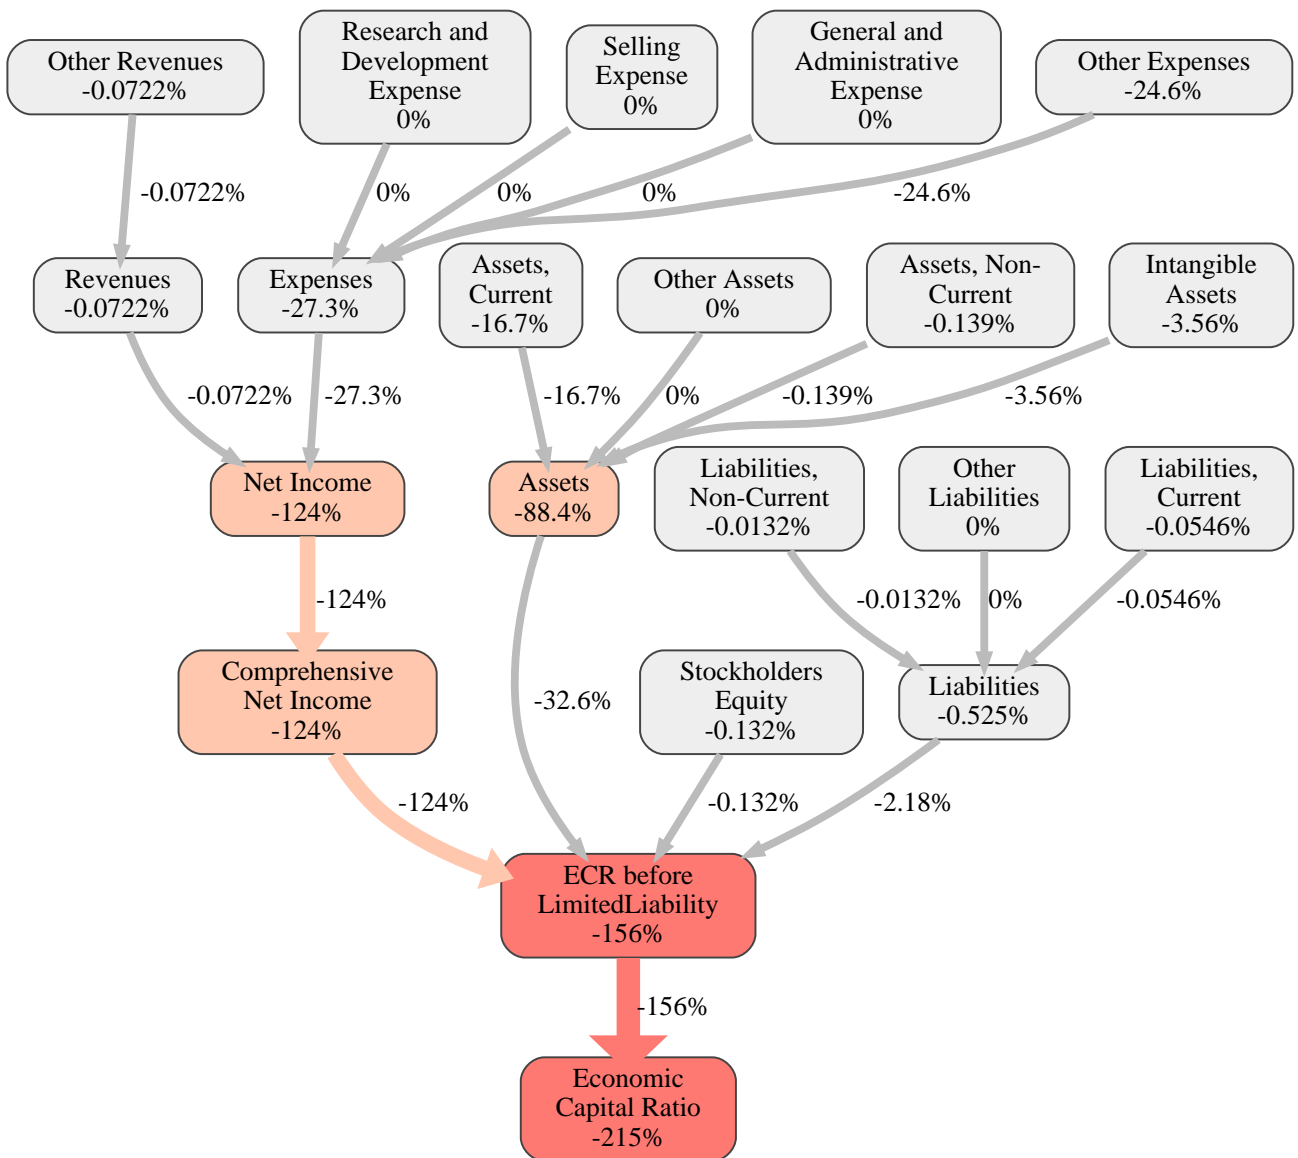 Other Revenues
-0.0722%
Research and
Development
Expense
0%
Selling
Expense
0%
General and
Administrative
Expense
0%
Other Expenses
-24.6%
-0.0722%
0%
0%
0%
-24.6%
Revenues
-0.0722%
Expenses
-27.3%
Assets,
Current
-16.7%
Other Assets
0%
Assets, Non-
Current
-0.139%
Intangible
Assets
-3.56%
-0.0722%
-27.3%
-16.7%
0%
-0.139%
-3.56%
Net Income
-124%
Assets
-88.4%
Liabilities,
Non-Current
-0.0132%
Other
Liabilities
0%
Liabilities,
Current
-0.0546%
-124%
-0.0132%
0%
-0.0546%
Comprehensive
Net Income
-124%
-32.6%
Stockholders
Equity
-0.132%
Liabilities
-0.525%
-124%
-0.132%
-2.18%
ECR before
LimitedLiability
-156%
-156%
Economic
Capital Ratio
-215%